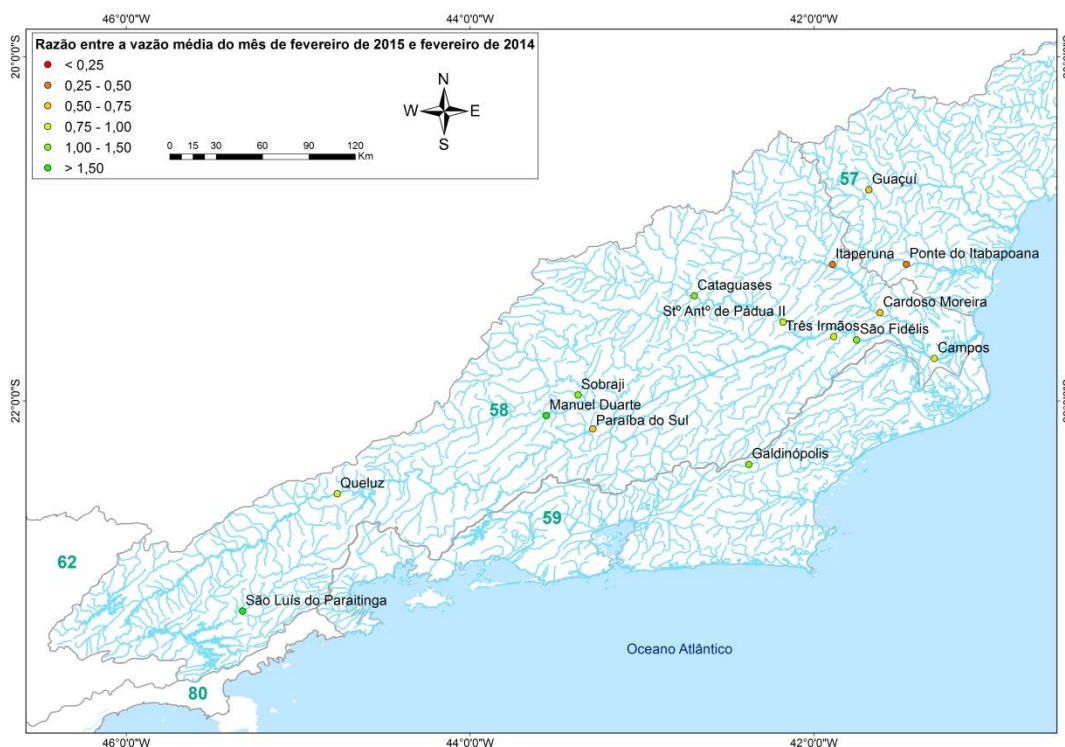 46°0'0"W 44°0'0"W 42°0'0"W
20°0'0"S
Razão entre a vazão média do mês de fevereiro de 2015 e fevereiro de 2014
< 0,25
0,25 - 0,50
0,50 - 0,75
0,75 - 1,00
1,00 - 1,50
> 1,50
N
W E
S
0 15 30 60 90 120
Km
57
Guaçuí
Itaperuna
Ponte do Itabapoana
Cataguases
Cardoso Moreira
Stº Antº de Pádua II
Três Irmãos
São Fidélis
Campos
Sobraji
22°0'0"S
58
Manuel Duarte
Paraíba do Sul
Galdinópolis
Queluz
59
62
São Luís do Paraitinga
Oceano Atlântico
80
46°0'0"W 44°0'0"W 42°0'0"W